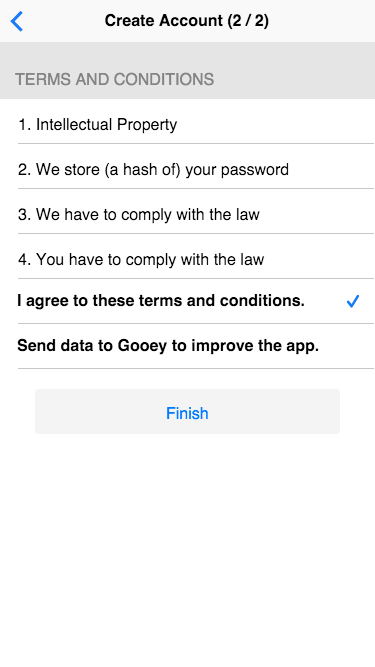 Create Account (2 / 2)
TERMS AND CONDITIONS
1. Intellectual Property
2. We store (a hash of) your password
3. We have to comply with the law
4. You have to comply with the law
I agree to these terms and conditions.
Send data to Gooey to improve the app.
Finish